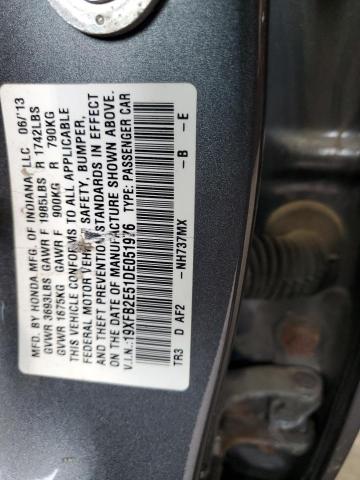 MFD. BY HONDA MFG. OF INDIANA, LLC 06/13
GVWR 3693LBS GAWR F 1985LBS R 1742LBS
GVWR 1675KG GAWR F 900KG R 790KG
THIS VEHICLE CONFORMS TO ALL APPLICABLE
FEDERAL MOTOR VEHICLE SAFETY, BUMPER,
AND THEFT PREVENTION STANDARDS IN EFFECT
ON THE DATE OF MANUFACTURE SHOWN ABOVE.
V.I.N.: 19XFB2E51DE051976 TYPE: PASSENGER CAR
TR3 D AF2 -NH737MX -B -E